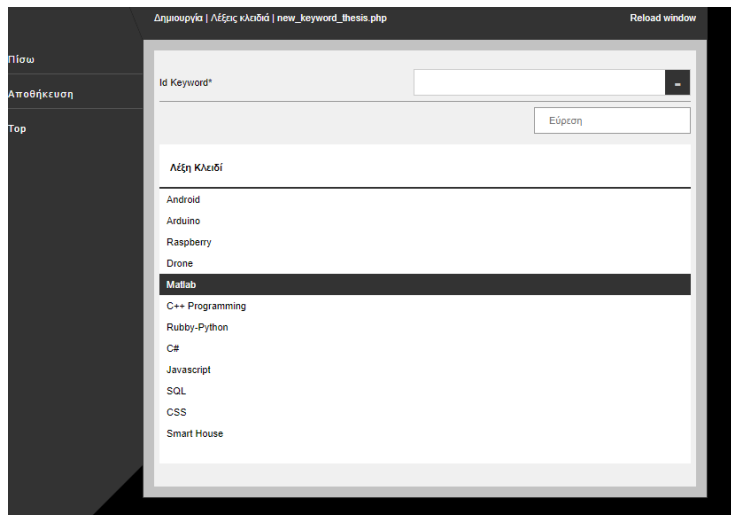 Δημιουργία | Λέξεις κλειδιά | new_keyword_thesis.php
Reload window
Πίσω
Αποθήκευση
Top
Id Keyword*
-
Εύρεση
Λέξη Κλειδί
Android
Arduino
Raspberry
Drone
Matlab
C++ Programming
Rubby-Python
C#
Javascript
SQL
CSS
Smart House